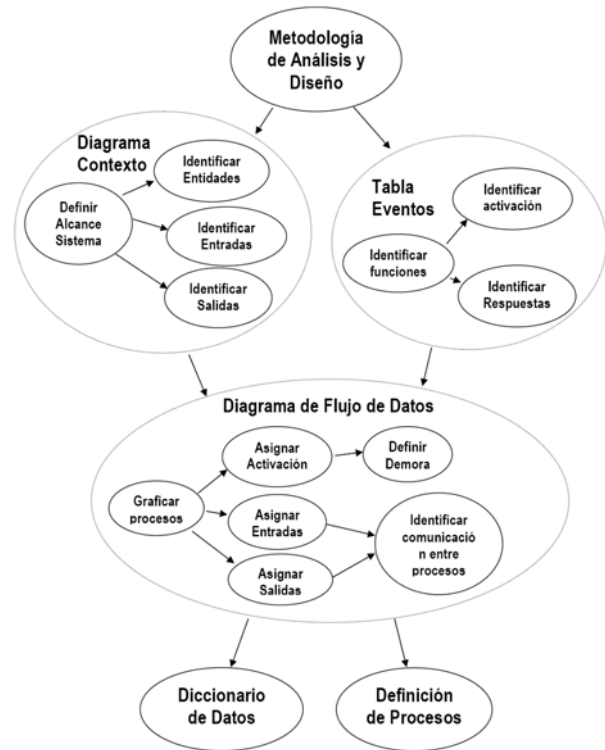 Metodología
de Análisis y
Diseño
Diagrama
Contexto
Identificar
Entidades
Definir
Alcance
Sistema
Identificar
Entradas
Identificar
Salidas
Tabla
Eventos
Identificar
activación
Identificar
funciones
Identificar
Respuestas
Diagrama de Flujo de Datos
Asignar
Activación
Definir
Demora
Graficar
procesos
Asignar
Entradas
Identificar
comunicació
n entre
procesos
Asignar
Salidas
Diccionario
de Datos
Definición
de Procesos